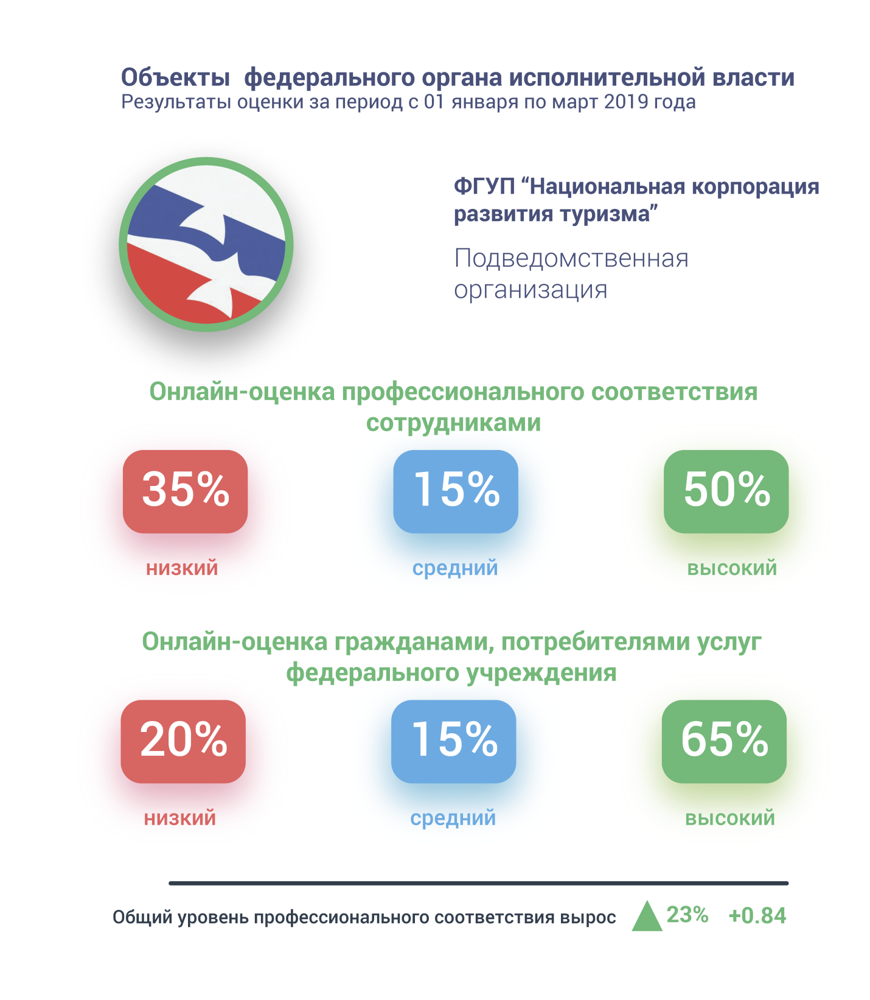 Объекты  федерального органа исполнительной власти
Результаты оценки за период с 01 января по март 2019 года
ФГУП “Национальная корпорация
развития туризма”
Подведомственная
организация
Онлайн-оценка профессионального соответствия
сотрудниками
35% 15% 50%
низкий средний высокий
Онлайн-оценка гражданами, потребителями услуг
федерального учреждения
20% 15% 65%
низкий средний высокий
Общий уровень профессионального соответствия вырос 23% +0.84